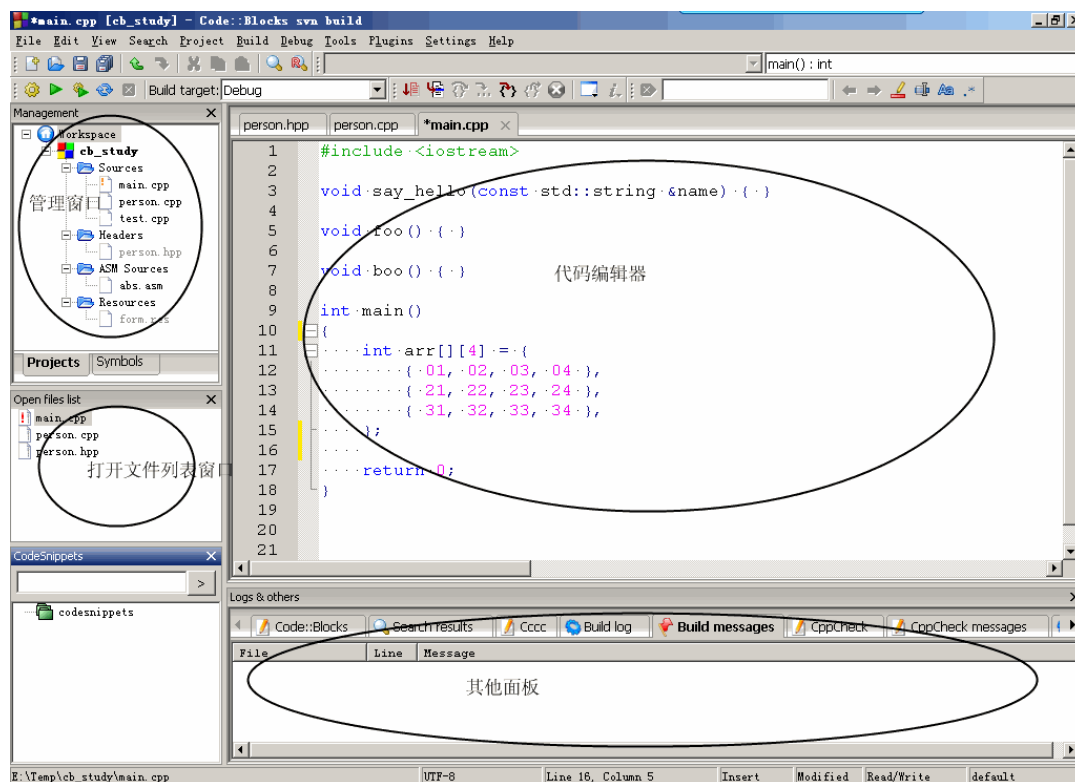 *main.cpp [cb_study] - Code::Blocks svn build
File Edit View Search Project Build Debug Tools Plugins Settings Help
main() : int
Build target: Debug
Management
Workspace
cb_study
Sources
main.cpp
person.cpp
test.cpp
Headers
person.hpp
ASM Sources
abs.asm
Resources
form.res
管理窗口
Projects Symbols
Open files list
main.cpp
person.cpp
person.hpp
打开文件列表窗口
CodeSnippets
>
codesnippets
person.hpp person.cpp *main.cpp
1 #include <iostream>
2
3 void say_hello(const std::string &name) { }
4
5 void foo() { }
6
7 void boo() { }
8
9 int main()
10 {
11 int arr[][4] = {
12 { 01, 02, 03, 04 },
13 { 21, 22, 23, 24 },
14 { 31, 32, 33, 34 },
15 };
16
17 return 0;
18 }
19
20
21
代码编辑器
Logs & others
Code::Blocks Search results Cccc Build log Build messages CppCheck CppCheck messages
File Line Message
其他面板
E:\Temp\cb_study\main.cpp UTF-8 Line 16, Column 5 Insert Modified Read/Write default